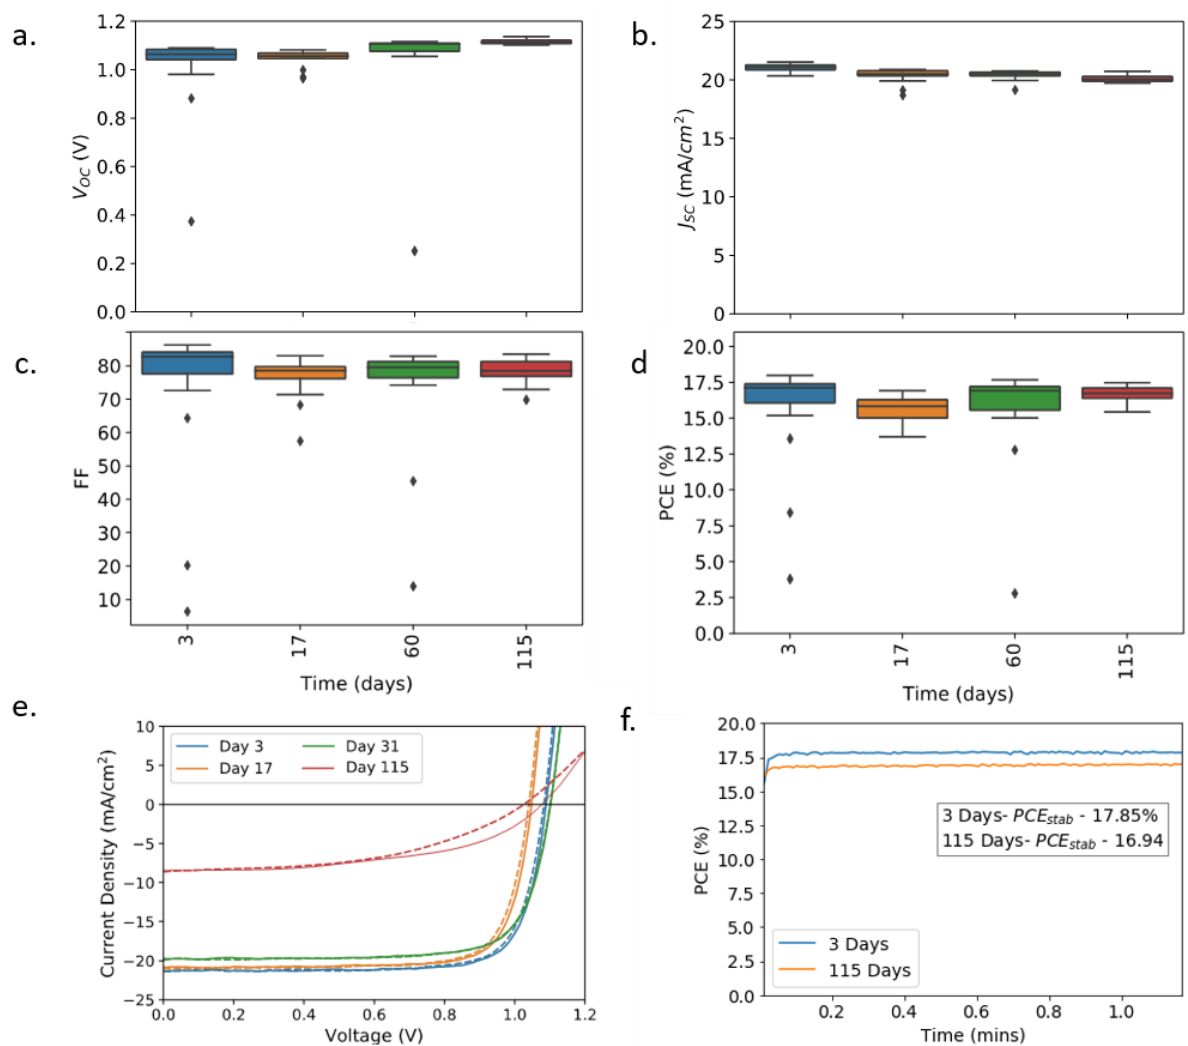 a.
1.2
1.0
0.8
0.6
0.4
0.2
0.0
V_OC (V)
b.
25
20
15
10
5
0
J_SC (mA/cm²)
c.
80
70
60
50
40
30
20
10
FF
3
17
60
115
Time (days)
d
20.0
17.5
15.0
12.5
10.0
7.5
5.0
2.5
0.0
PCE (%)
3
17
60
115
Time (days)
e.
10
5
0
−5
−10
−15
−20
−25
Current Density (mA/cm²)
Day 3
Day 17
Day 31
Day 115
0.0 0.2 0.4 0.6 0.8 1.0 1.2
Voltage (V)
f.
20.0
17.5
15.0
12.5
10.0
7.5
5.0
2.5
0.0
PCE (%)
3 Days- PCE_stab - 17.85%
115 Days- PCE_stab - 16.94
3 Days
115 Days
0.2 0.4 0.6 0.8 1.0
Time (mins)